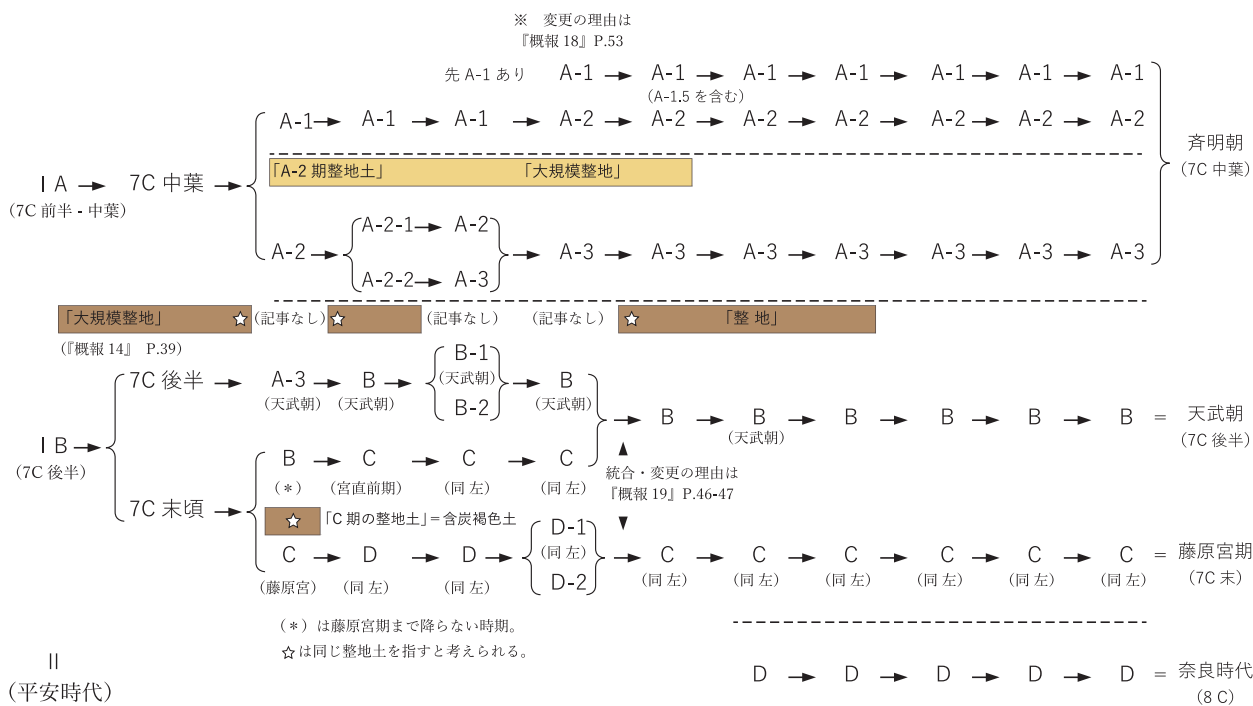 ※ 変更の理由は
『概報 18』P.53
先 A-1 あり A-1 → A-1 → A-1 → A-1 → A-1 → A-1 → A-1
(A-1.5 を含む)
A-1 → A-1 → A-1 → A-2 → A-2 → A-2 → A-2 → A-2 → A-2 → A-2
斉明朝
(7C 中葉)
「A-2 期整地土」 「大規模整地」
I A → 7C 中葉 →
(7C 前半 - 中葉)
A-2-1 → A-2
A-2 → A-3 → A-3 → A-3 → A-3 → A-3 → A-3 → A-3
A-2-2 → A-3
「大規模整地」 ☆ (記事なし) ☆ (記事なし) (記事なし) ☆ 「整 地」
(『概報 14』 P.39)
B-1
7C 後半 → A-3 → B → (天武朝) → B
(天武朝) (天武朝) B-2 (天武朝)
→ B → B → B → B → B → B = 天武朝
(天武朝) (7C 後半)
I B →
(7C 後半)
B → C → C → C
(*) (宮直前期) (同 左) (同 左)
統合・変更の理由は
『概報 19』P.46-47
7C 末頃 →
☆ 「C 期の整地土」=含炭褐色土
D-1
C → D → D → (同 左) → C → C → C → C → C → C = 藤原宮期
(藤原宮) (同 左) (同 左) D-2 (同 左) (同 左) (同 左) (同 左) (同 左) (同 左) (7C 末)
(*)は藤原宮期まで降らない時期。
☆は同じ整地土を指すと考えられる。
II
(平安時代)
D → D → D → D → D = 奈良時代
(8 C)